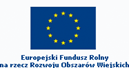 Europejski Fundusz Rolny
na rzecz Rozwoju Obszarów Wiejskich